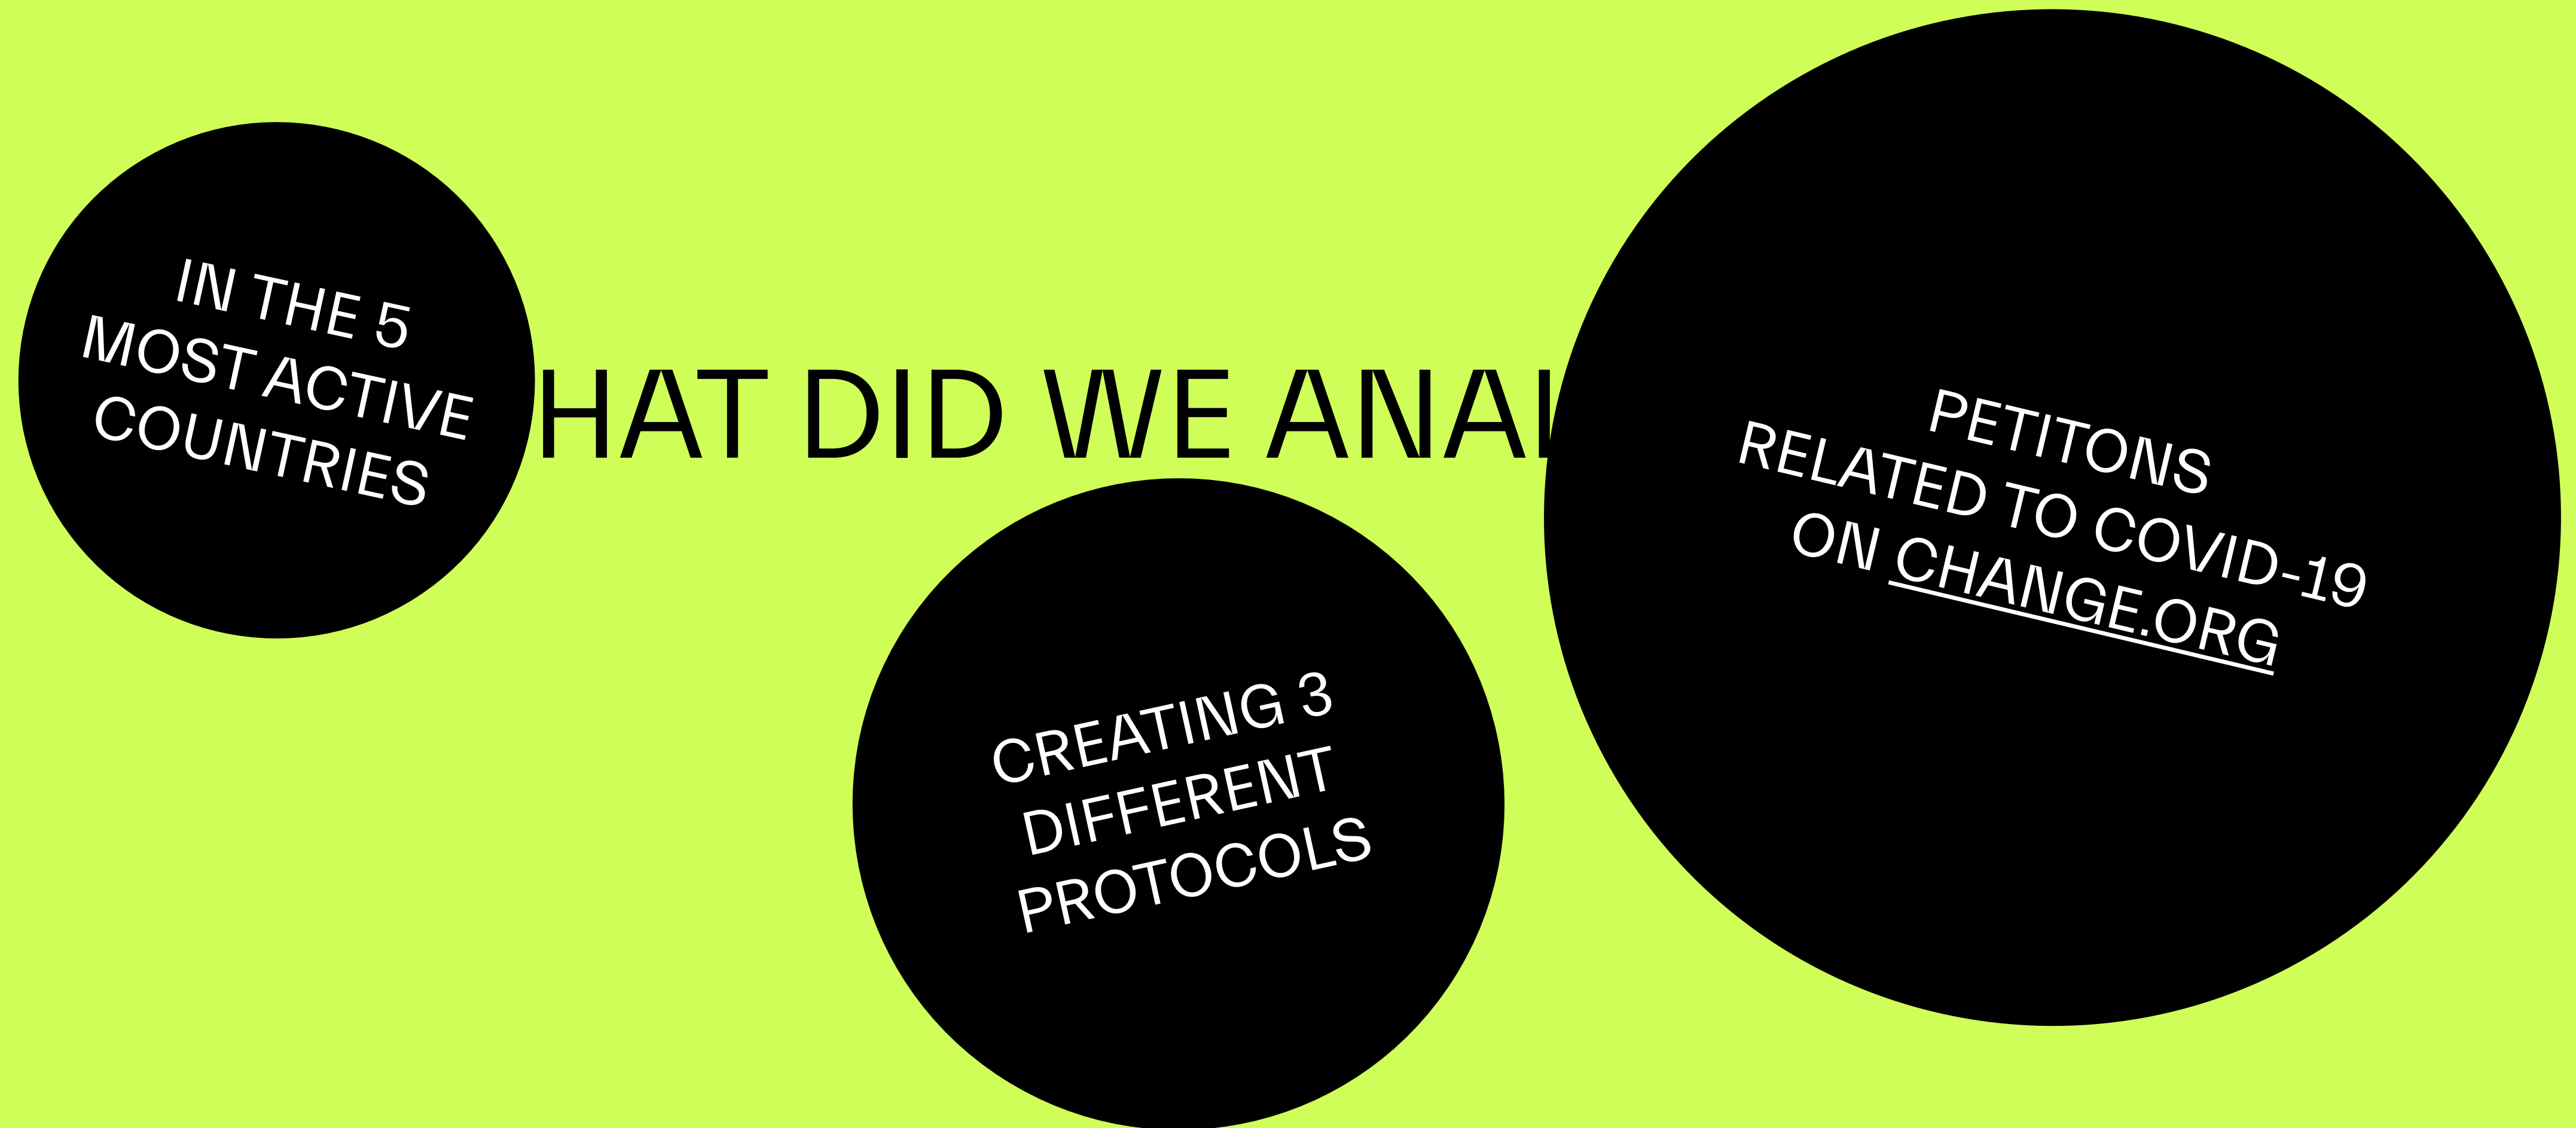 IN THE 5
MOST ACTIVE
COUNTRIES
HAT DID WE ANAL
CREATING 3
DIFFERENT
PROTOCOLS
PETITONS
RELATED TO COVID-19
ON CHANGE.ORG